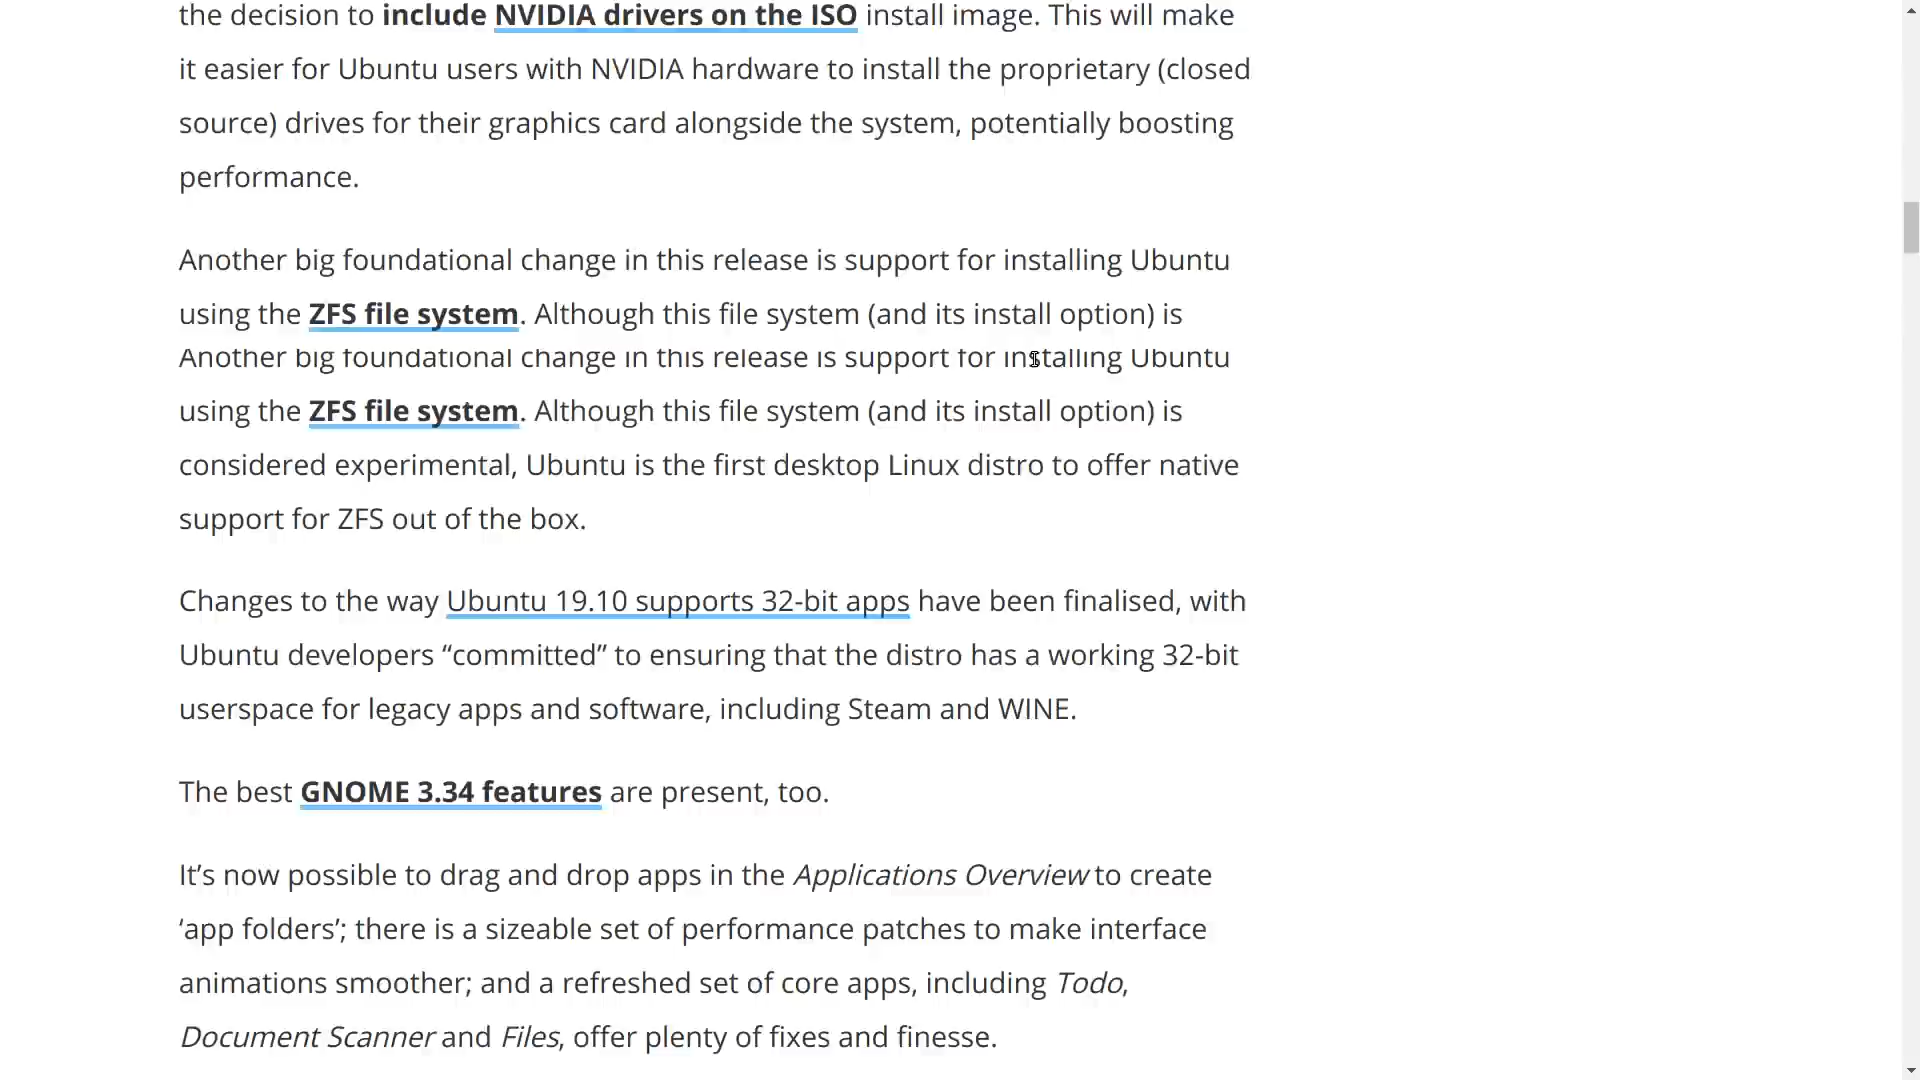 the decision to include NVIDIA drivers on the ISO install image. This will make
it easier for Ubuntu users with NVIDIA hardware to install the proprietary (closed
source) drives for their graphics card alongside the system, potentially boosting
performance.
Another big foundational change in this release is support for installing Ubuntu
using the ZFS file system. Although this file system (and its install option) is
Another big foundational change in this release is support for installing Ubuntu
using the ZFS file system. Although this file system (and its install option) is
considered experimental, Ubuntu is the first desktop Linux distro to offer native
support for ZFS out of the box.
Changes to the way Ubuntu 19.10 supports 32-bit apps have been finalised, with
Ubuntu developers “committed” to ensuring that the distro has a working 32-bit
userspace for legacy apps and software, including Steam and WINE.
The best GNOME 3.34 features are present, too.
It’s now possible to drag and drop apps in the Applications Overview to create
‘app folders’; there is a sizeable set of performance patches to make interface
animations smoother; and a refreshed set of core apps, including Todo,
Document Scanner and Files, offer plenty of fixes and finesse.